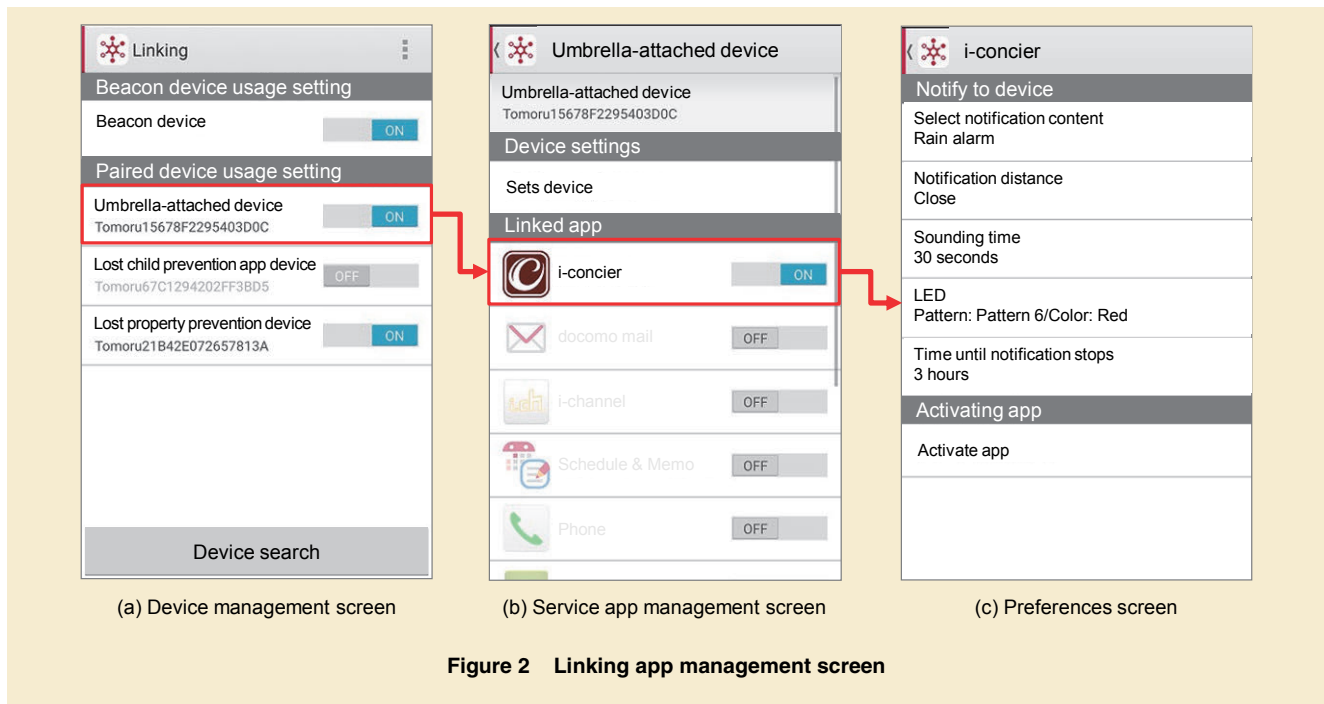 Linking
Beacon device usage setting
Beacon device
ON
Paired device usage setting
Umbrella-attached device
Tomoru15678F2295403D0C
ON
Lost child prevention app device
Tomoru67C1294202FF3BD5
OFF
Lost property prevention device
Tomoru21B42E072657813A
ON
Device search
(a) Device management screen
Umbrella-attached device
Umbrella-attached device
Tomoru15678F2295403D0C
Device settings
Sets device
Linked app
i-concier
ON
docomo mail
OFF
i-channel
OFF
Schedule & Memo
OFF
Phone
OFF
(b) Service app management screen
i-concier
Notify to device
Select notification content
Rain alarm
Notification distance
Close
Sounding time
30 seconds
LED
Pattern: Pattern 6/Color: Red
Time until notification stops
3 hours
Activating app
Activate app
(c) Preferences screen
Figure 2 Linking app management screen